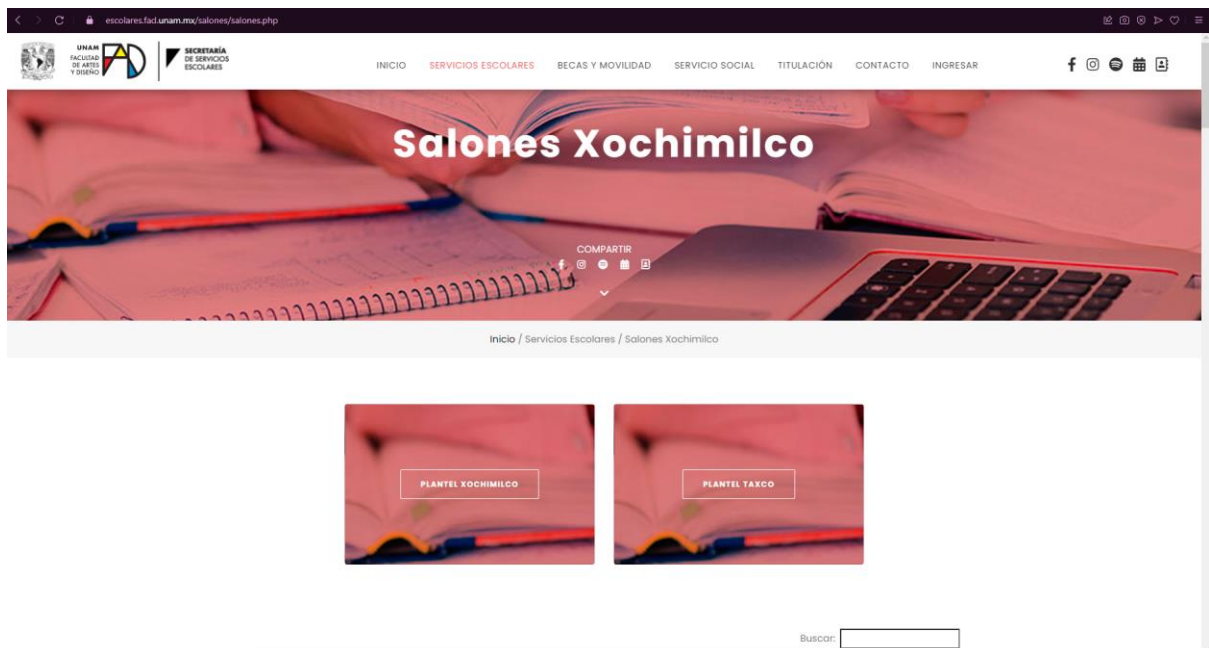 escolares.fad.unam.mx/salones/salones.php
UNAM
FACULTAD
DE ARTES
Y DISEÑO
FAD
SECRETARÍA
DE SERVICIOS
ESCOLARES
INICIO SERVICIOS ESCOLARES BECAS Y MOVILIDAD SERVICIO SOCIAL TITULACIÓN CONTACTO INGRESAR
Salones Xochimilco
COMPARTIR
Inicio / Servicios Escolares / Salones Xochimilco
PLANTEL XOCHIMILCO PLANTEL TAXCO
Buscar: